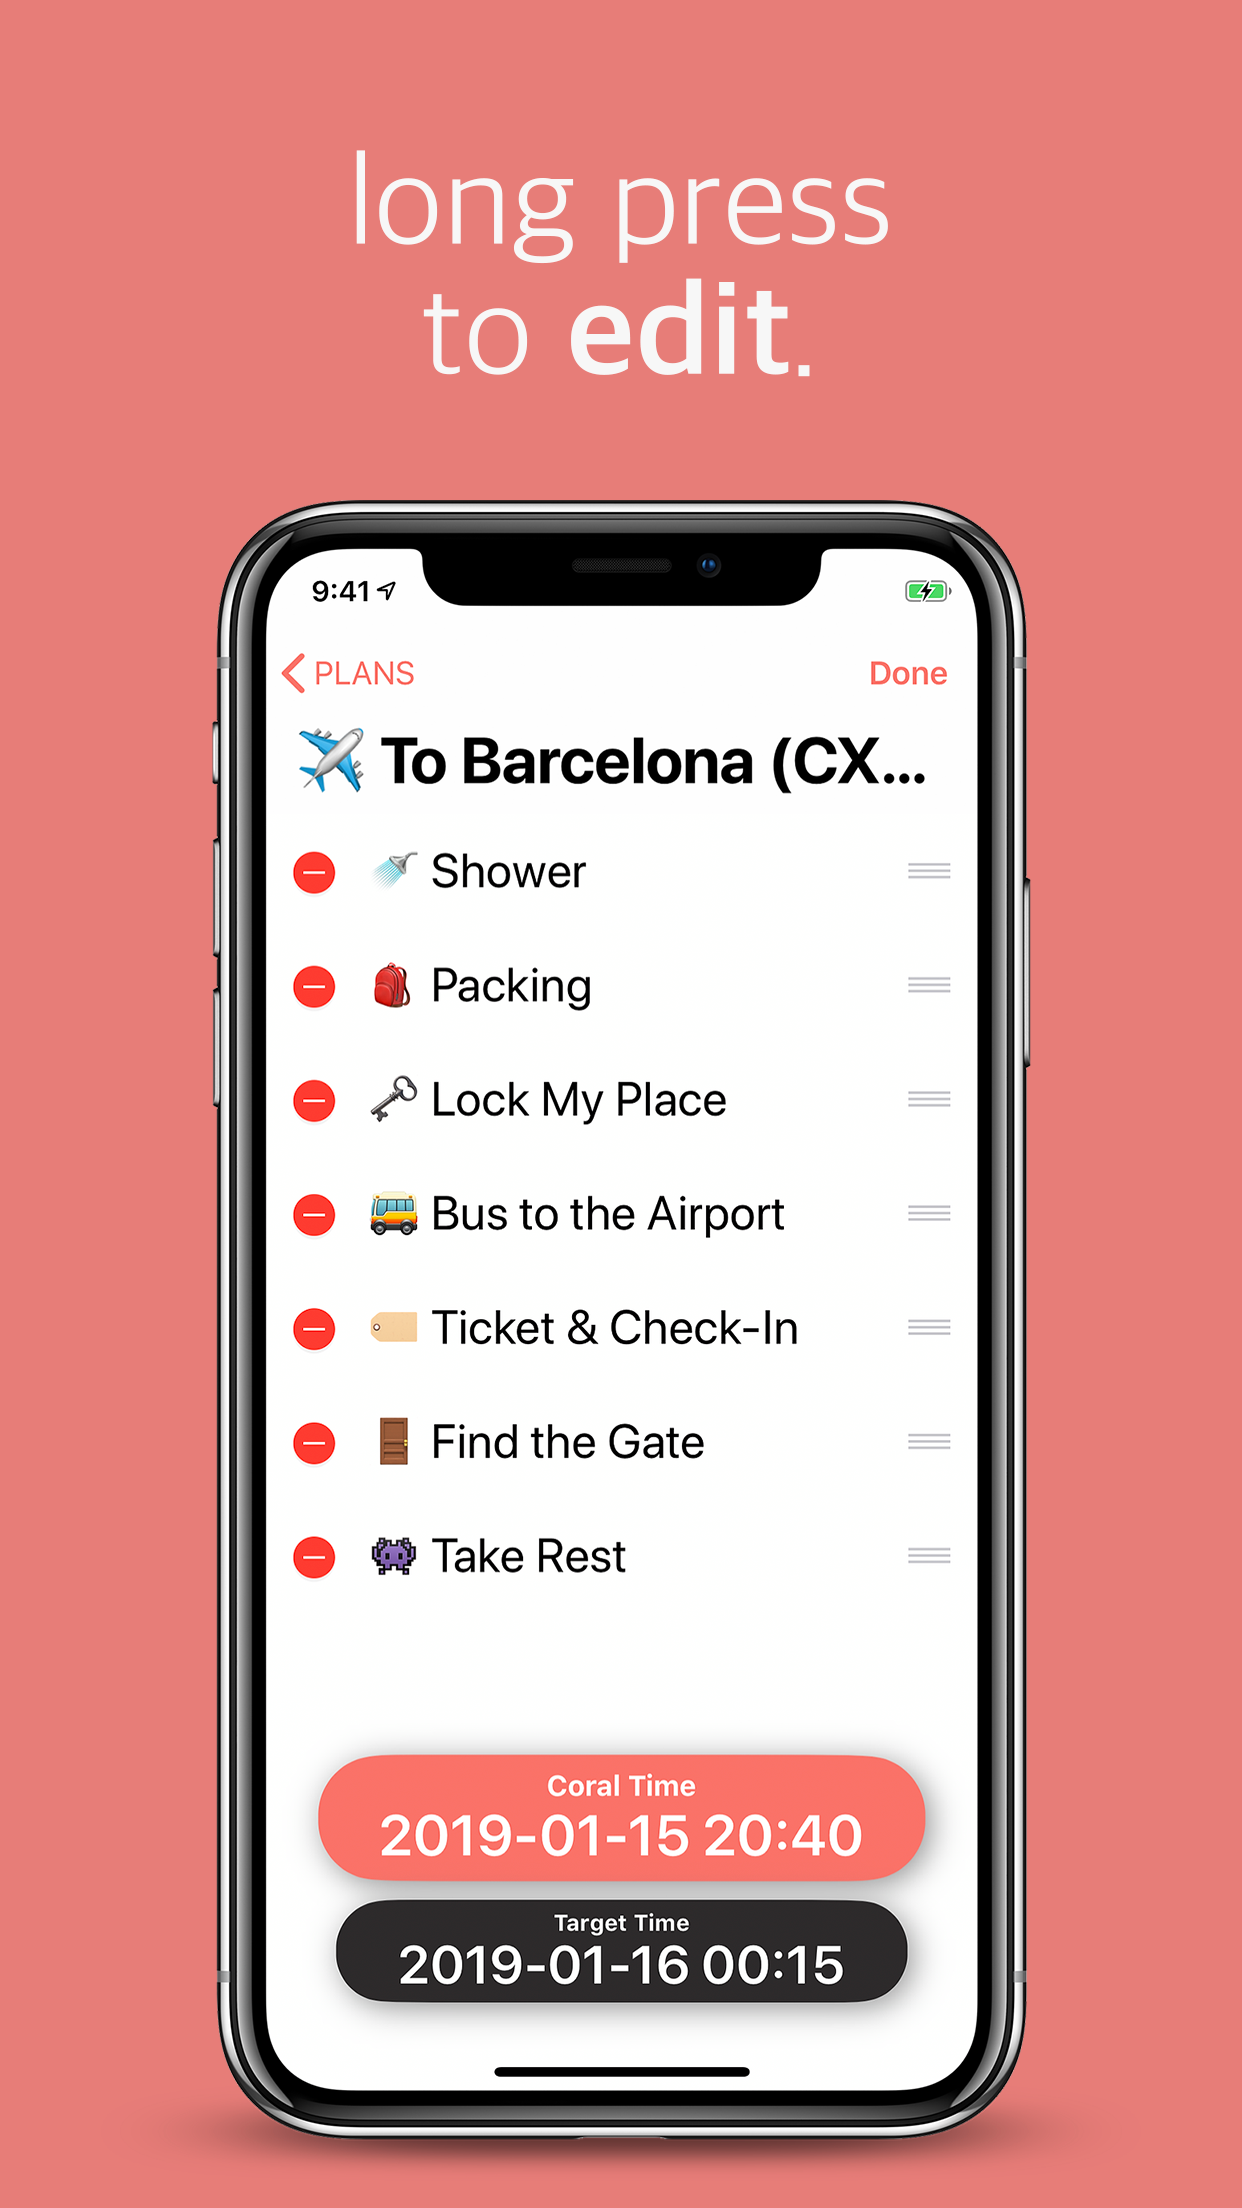 long press
to edit.
9:41
PLANS
Done
To Barcelona (CX...
Shower
Packing
Lock My Place
Bus to the Airport
Ticket & Check-In
Find the Gate
Take Rest
Coral Time
2019-01-15 20:40
Target Time
2019-01-16 00:15